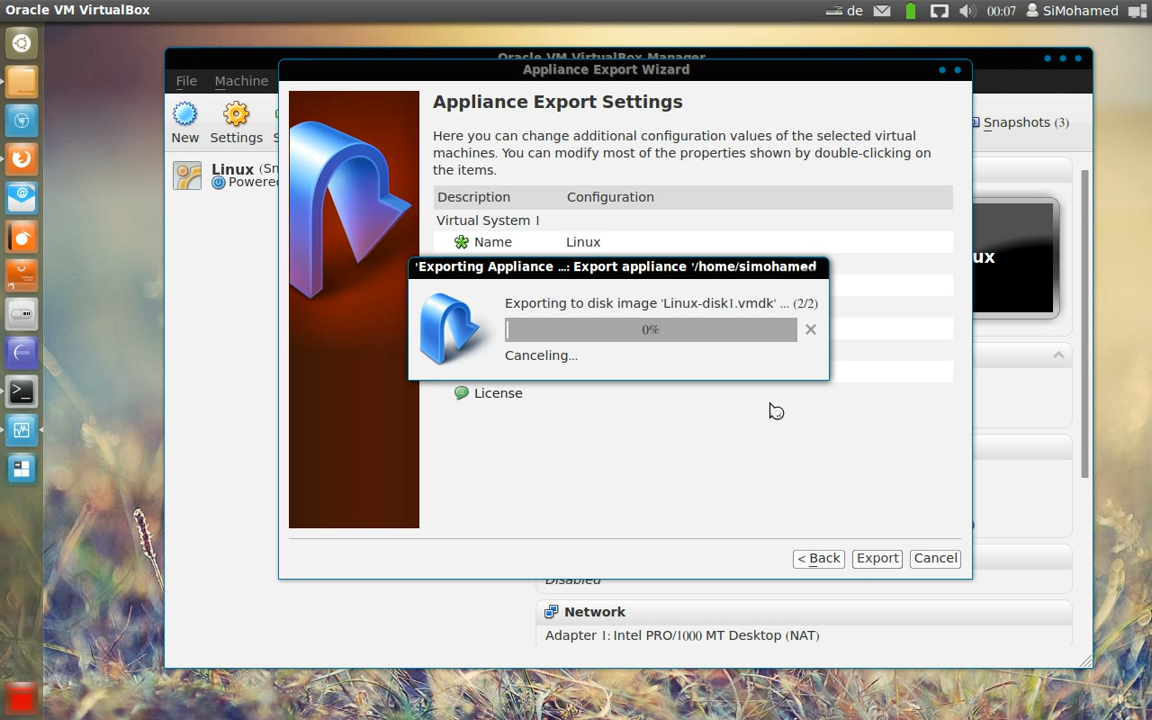 Oracle VM VirtualBox
de
00:07
SiMohamed
Oracle VM VirtualBox Manager
Appliance Export Wizard
File
Machine
New
Settings
S
Snapshots (3)
Linux (Sn
Powere
Appliance Export Settings
Here you can change additional configuration values of the selected virtual
machines. You can modify most of the properties shown by double-clicking on
the items.
Description
Configuration
Virtual System 1
Name
Linux
ux
'Exporting Appliance ...: Export appliance '/home/simohamed
Exporting to disk image 'Linux-disk1.vmdk' ... (2/2)
0%
Canceling...
License
< Back
Export
Cancel
Disabled
Network
Adapter 1: Intel PRO/1000 MT Desktop (NAT)